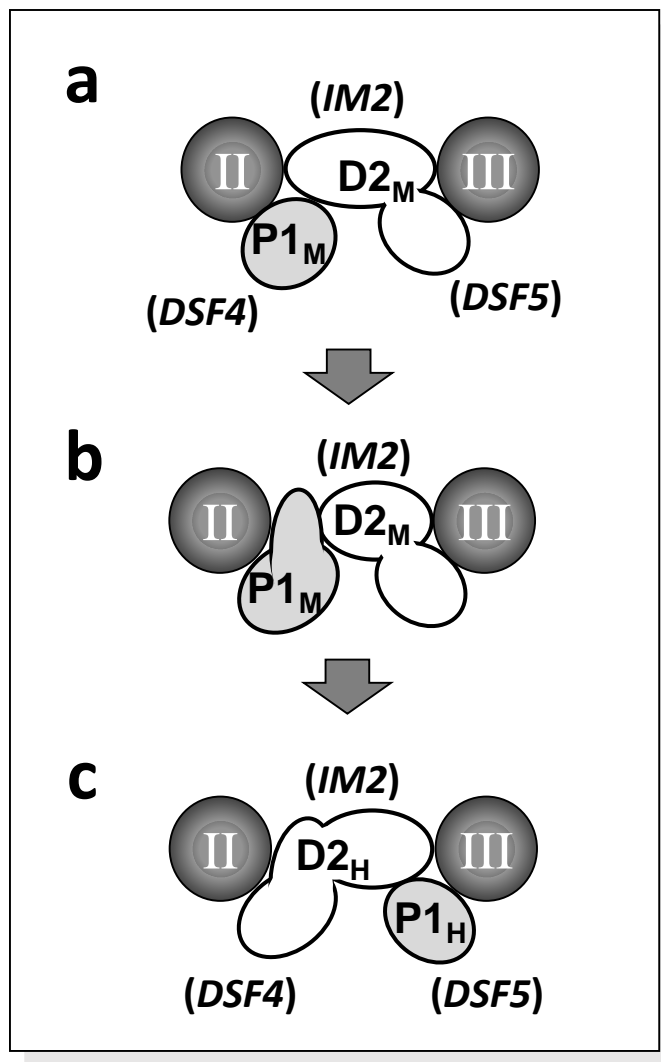 a
(IM2)
II D2M III
P1M
(DSF4) (DSF5)
b
(IM2)
II D2M III
P1M
c
(IM2)
II D2H III
P1H
(DSF4) (DSF5)